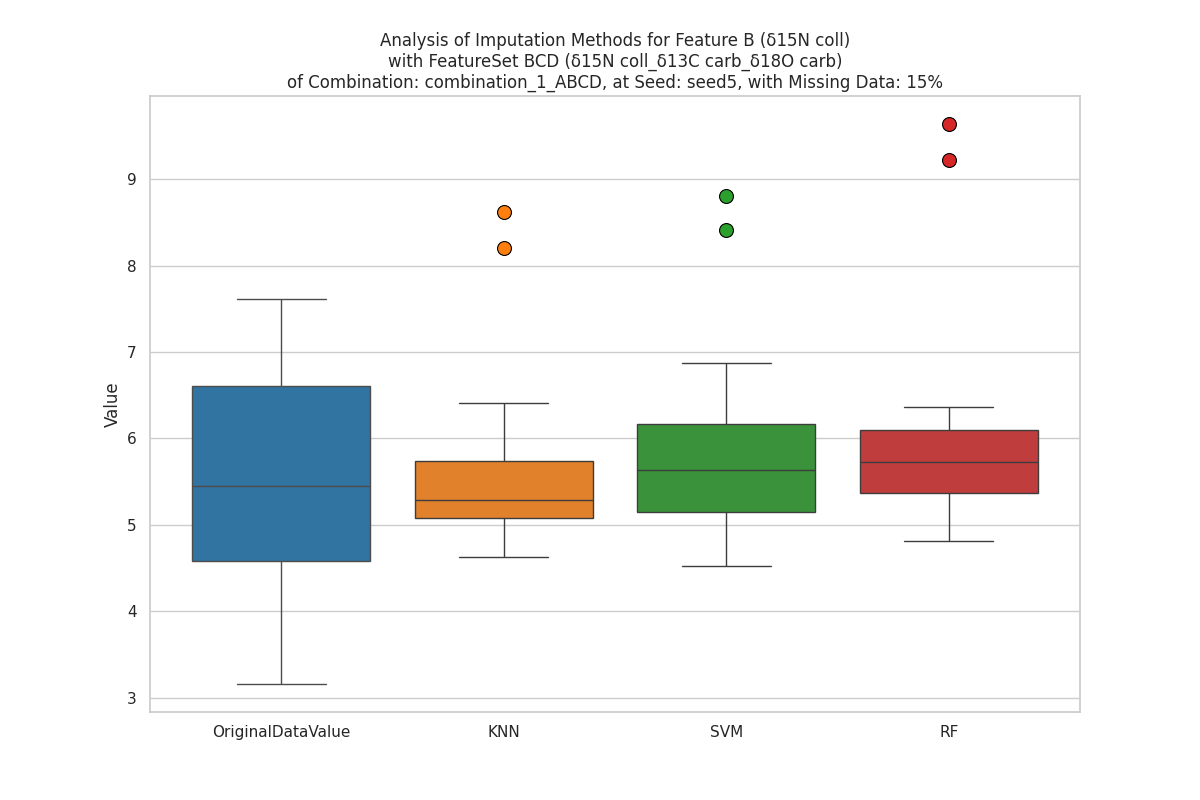 Analysis of Imputation Methods for Feature B (δ15N coll)
with FeatureSet BCD (δ15N coll_δ13C carb_δ18O carb)
of Combination: combination_1_ABCD, at Seed: seed5, with Missing Data: 15%
Value
9
8
7
6
5
4
3
OriginalDataValue
KNN
SVM
RF